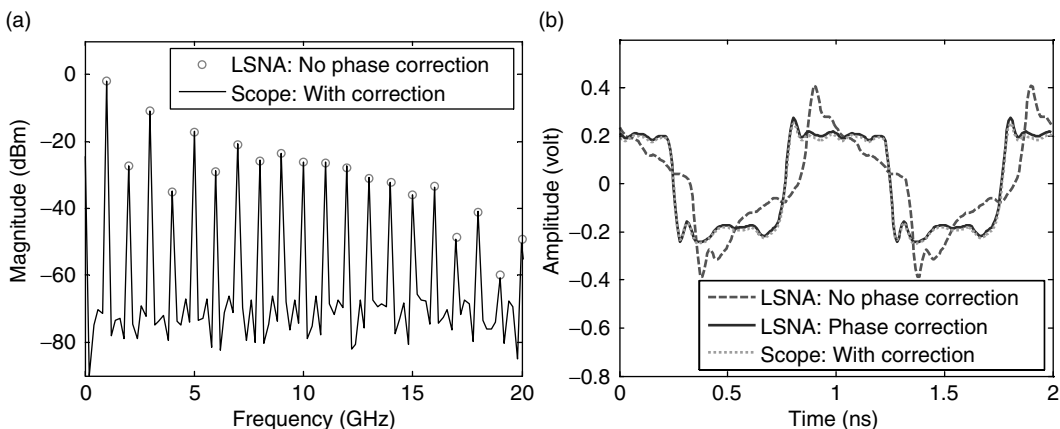 (a)
LSNA: No phase correction
Scope: With correction
0
−20
−40
−60
−80
Magnitude (dBm)
0 5 10 15 20
Frequency (GHz)
(b)
0.4
0.2
0
−0.2
−0.4
−0.6
−0.8
Amplitude (volt)
LSNA: No phase correction
LSNA: Phase correction
Scope: With correction
0 0.5 1 1.5 2
Time (ns)